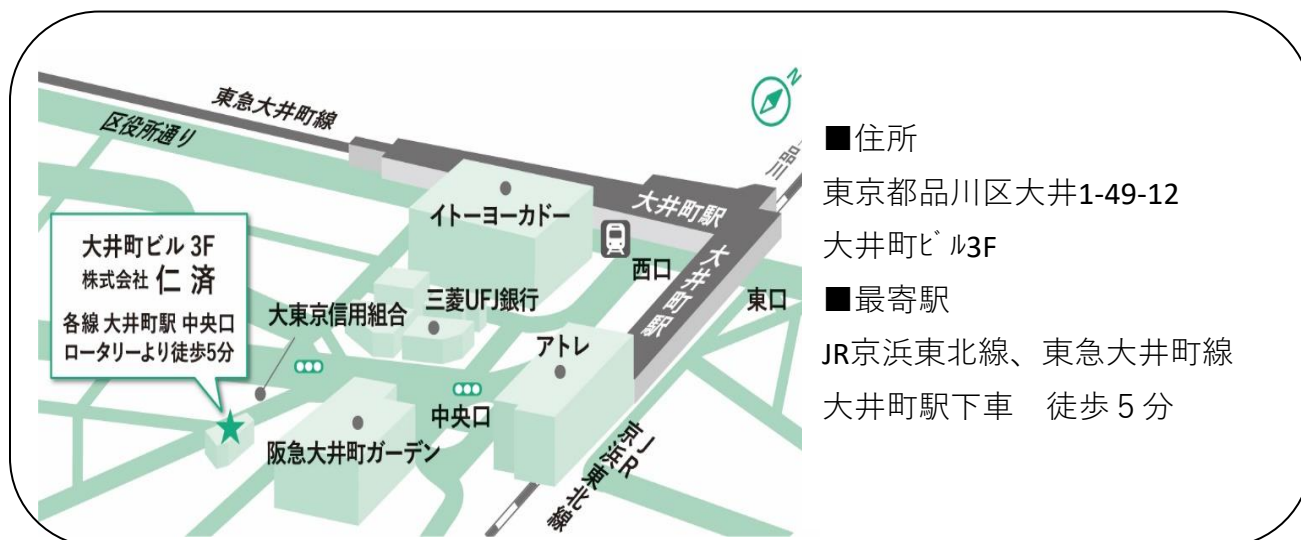 東急大井町線
区役所通り
N
品川
イトーヨーカドー
大井町駅
大井町駅
西口
東口
大井町ビル 3F
株式会社 仁 済
各線 大井町駅 中央口
ロータリーより徒歩5分
大東京信用組合
三菱UFJ銀行
アトレ
中央口
阪急大井町ガーデン
JR
京浜東北線
■住所
東京都品川区大井1-49-12
大井町ビル3F
■最寄駅
JR京浜東北線、東急大井町線
大井町駅下車　徒歩５分